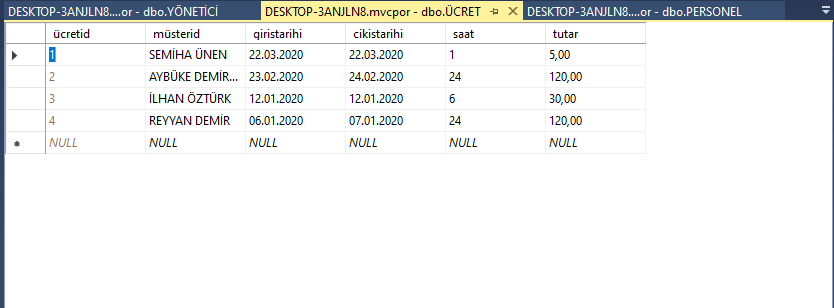 DESKTOP-3ANJLN8....or - dbo.YÖNETİCİ DESKTOP-3ANJLN8.mvcpor - dbo.ÜCRET DESKTOP-3ANJLN8....or - dbo.PERSONEL
ücretid müsterid giristarihi cikistarihi saat tutar
1 SEMİHA ÜNEN 22.03.2020 22.03.2020 1 5,00
2 AYBÜKE DEMİR... 23.02.2020 24.02.2020 24 120,00
3 İLHAN ÖZTÜRK 12.01.2020 12.01.2020 6 30,00
4 REYYAN DEMİR 06.01.2020 07.01.2020 24 120,00
NULL NULL NULL NULL NULL NULL